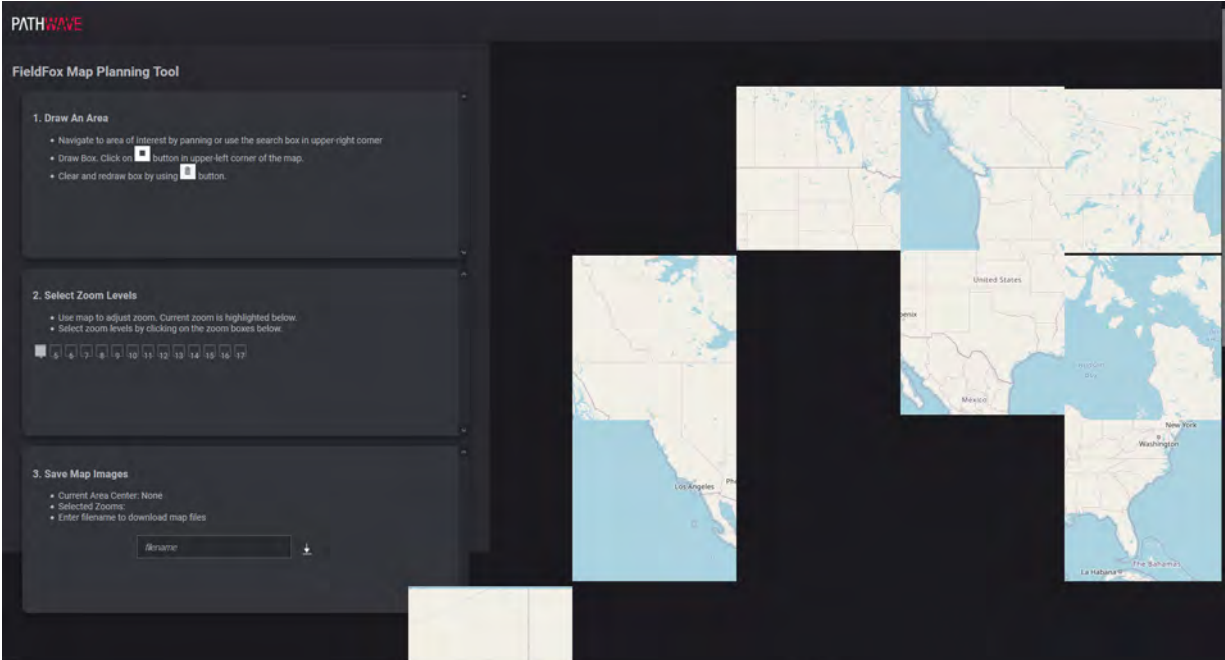 PATHWAVE
FieldFox Map Planning Tool
1. Draw An Area
• Navigate to area of interest by panning or use the search box in upper-right corner
• Draw Box. Click on button in upper-left corner of the map.
• Clear and redraw box by using button.
2. Select Zoom Levels
• Use map to adjust zoom. Current zoom is highlighted below.
• Select zoom levels by clicking on the zoom boxes below.
5 6 7 8 9 10 11 12 13 14 15 16 17
3. Save Map Images
• Current Area Center: None
• Selected Zooms:
• Enter filename to download map files
filename
United States
oenix
Mexico
Hudson
Bay
New York
Washington
Los Angeles
Ph
The Bahamas
La Habana